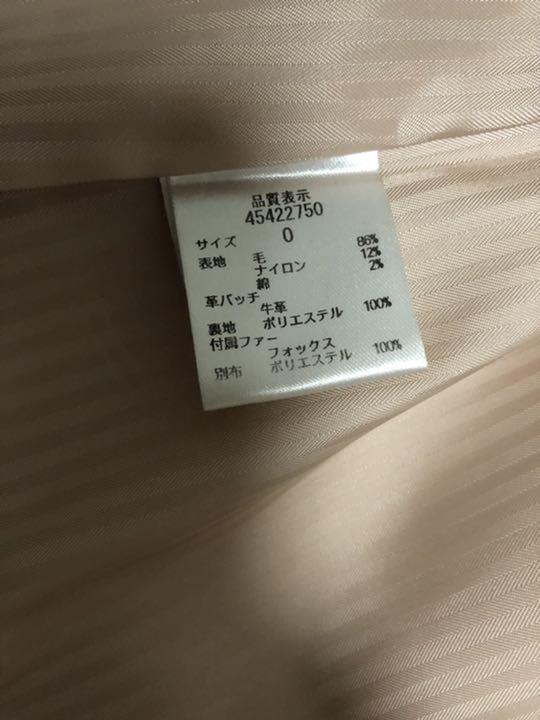 品質表示
45422750
サイズ 0
表地 毛 86%
ナイロン 12%
綿 2%
革パッチ
牛革
裏地 ポリエステル 100%
付属ファー
フォックス
別布 ポリエステル 100%